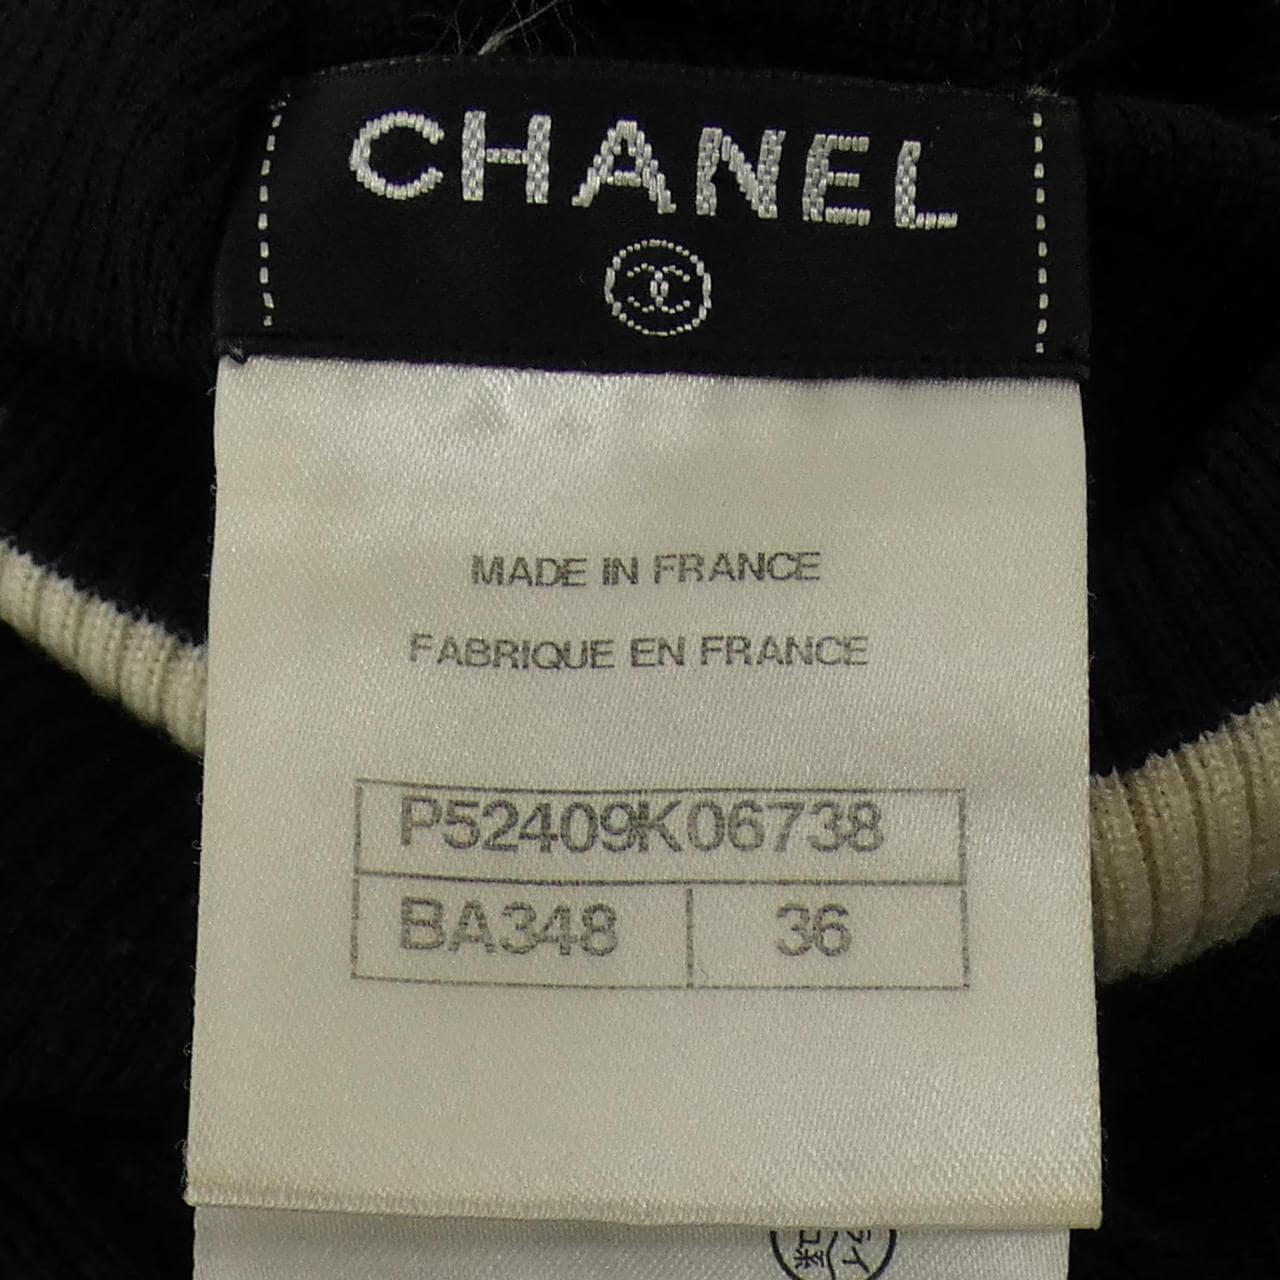 CHANEL
MADE IN FRANCE
FABRIQUE EN FRANCE
P52409K06738
BA348 36